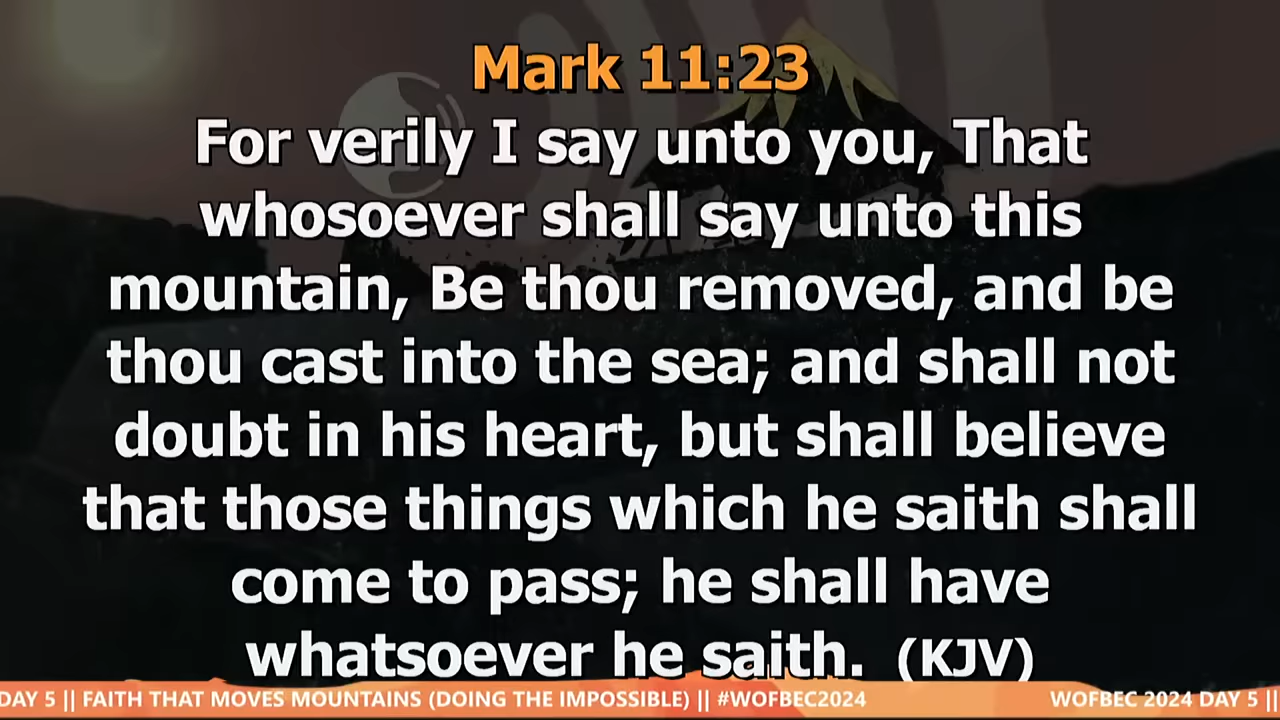 Mark 11:23
For verily I say unto you, That
whosoever shall say unto this
mountain, Be thou removed, and be
thou cast into the sea; and shall not
doubt in his heart, but shall believe
that those things which he saith shall
come to pass; he shall have
whatsoever he saith. (KJV)
DAY 5 || FAITH THAT MOVES MOUNTAINS (DOING THE IMPOSSIBLE) || #WOFBEC2024 WOFBEC 2024 DAY 5 ||